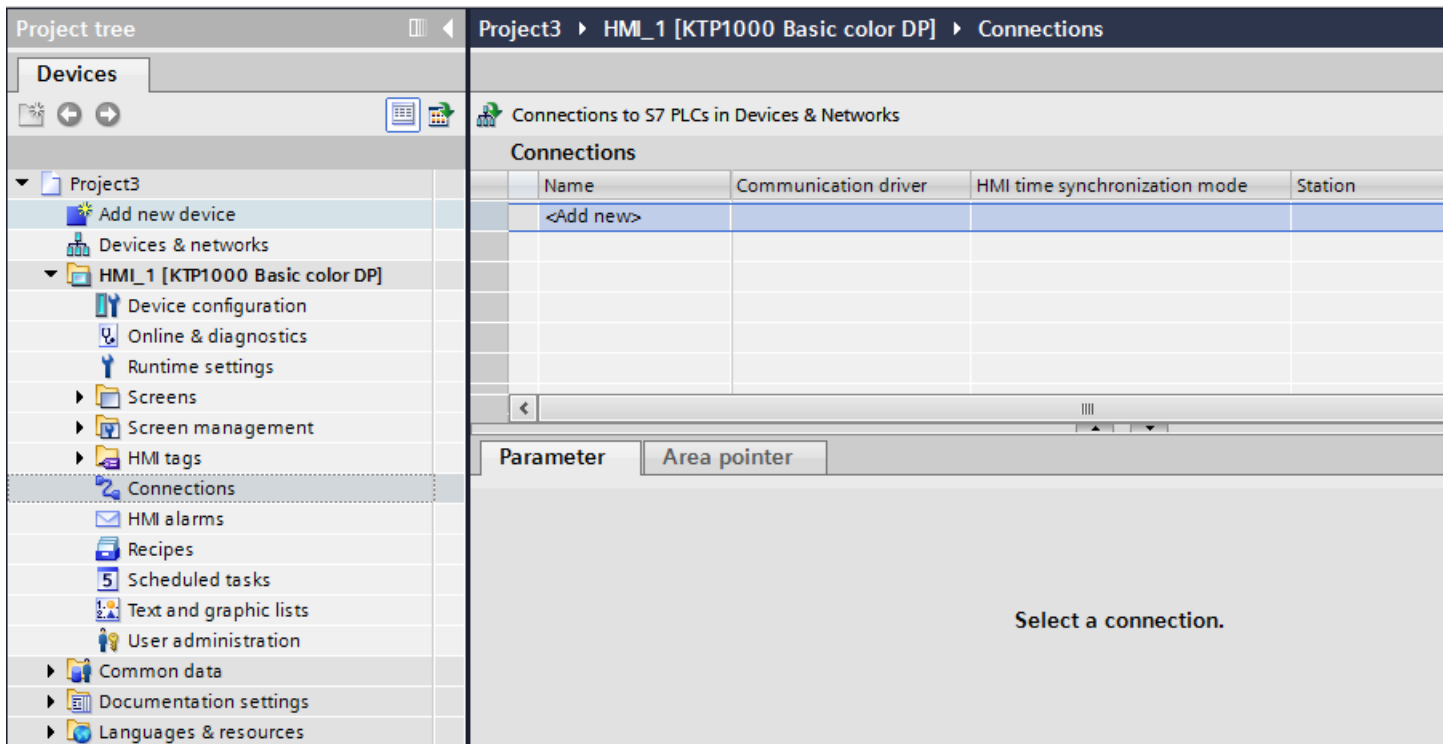 Project tree
Devices
Project3
Add new device
Devices & networks
HMI_1 [KTP1000 Basic color DP]
Device configuration
Online & diagnostics
Runtime settings
Screens
Screen management
HMI tags
Connections
HMI alarms
Recipes
Scheduled tasks
Text and graphic lists
User administration
Common data
Documentation settings
Languages & resources
Project3 HMI_1 [KTP1000 Basic color DP] Connections
Connections to S7 PLCs in Devices & Networks
Connections
Name Communication driver HMI time synchronization mode Station
<Add new>
Parameter Area pointer
Select a connection.